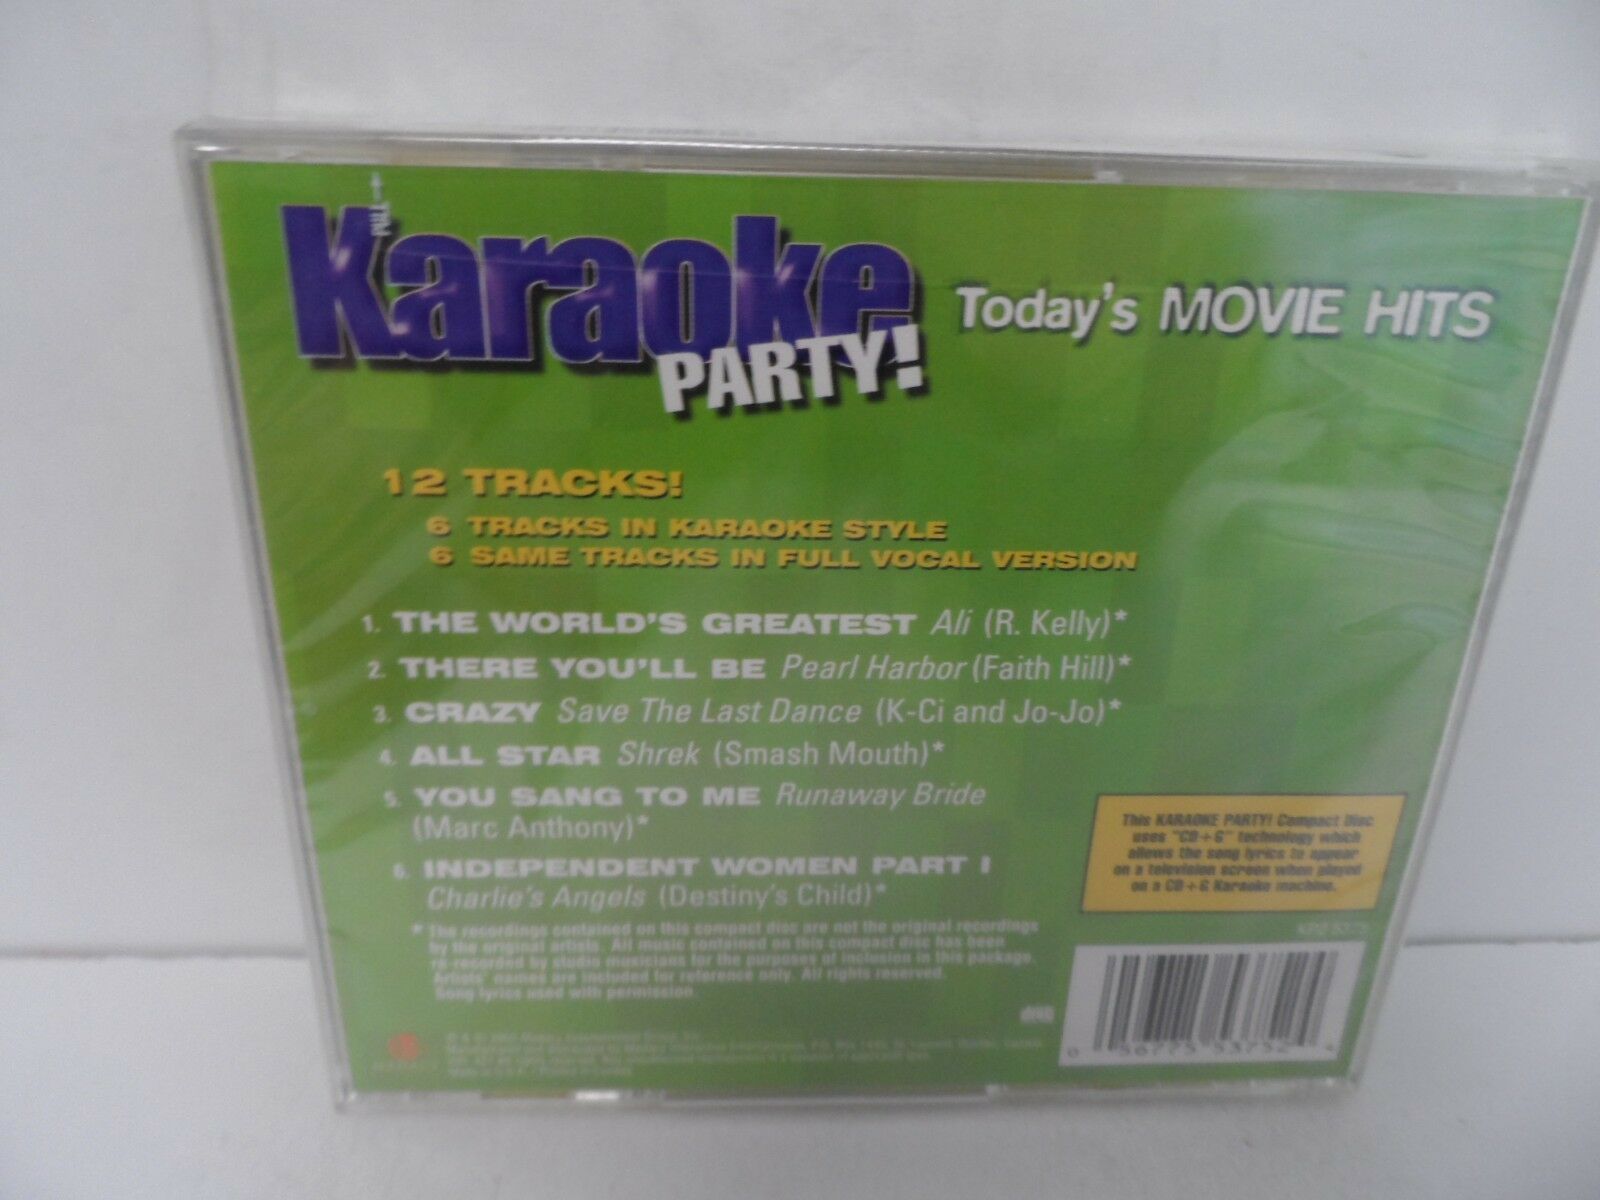 PULL
Karaoke
PARTY!
Today's MOVIE HITS
12 TRACKS!
6 TRACKS IN KARAOKE STYLE
6 SAME TRACKS IN FULL VOCAL VERSION
1. THE WORLD'S GREATEST Ali (R. Kelly)*
2. THERE YOU'LL BE Pearl Harbor (Faith Hill)*
3. CRAZY Save The Last Dance (K-Ci and Jo-Jo)*
4. ALL STAR Shrek (Smash Mouth)*
5. YOU SANG TO ME Runaway Bride
(Marc Anthony)*
6. INDEPENDENT WOMEN PART I
Charlie's Angels (Destiny's Child)*
* The recordings contained on this compact disc are not the original recordings
by the original artists. All music contained on this compact disc has been
re-recorded by studio musicians for the purposes of inclusion in this package.
Artists' names are included for reference only. All rights reserved.
Song lyrics used with permission.
This KARAOKE PARTY! Compact Disc
uses "CD+G" technology which
allows the song lyrics to appear
on a television screen when played
on a CD+G Karaoke machine.
0 56775 53752 4